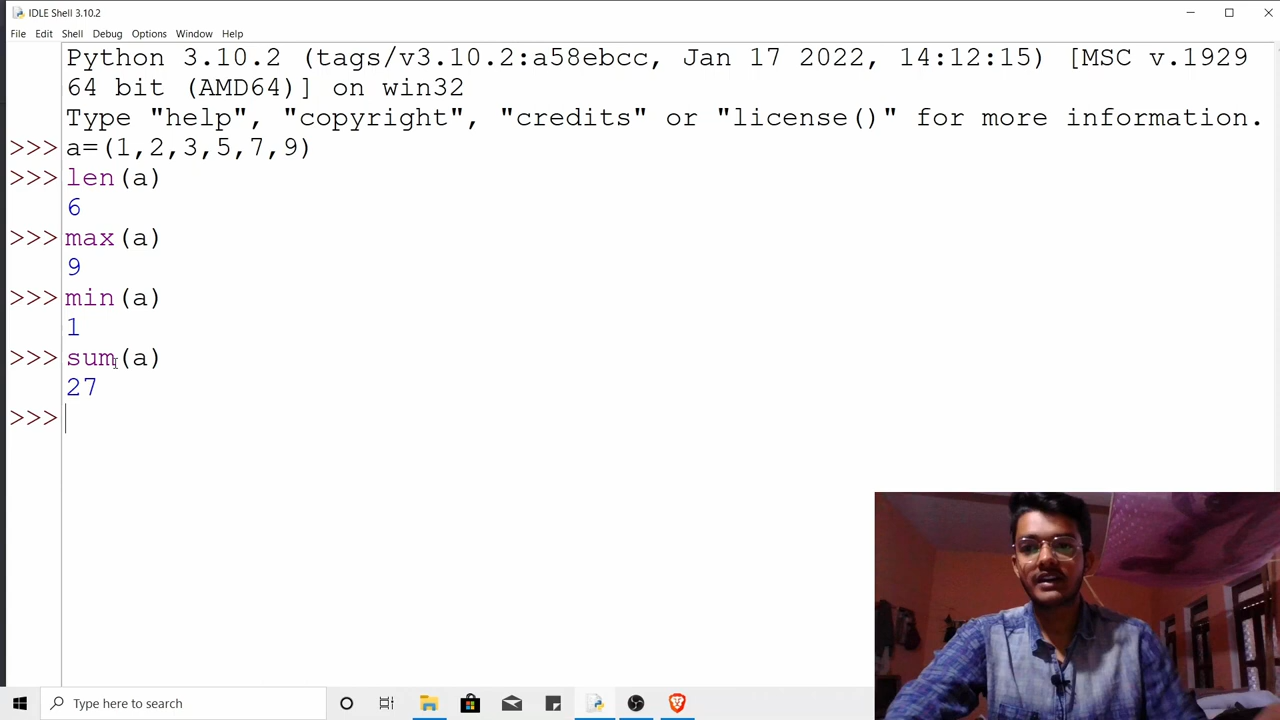 IDLE Shell 3.10.2
File Edit Shell Debug Options Window Help
Python 3.10.2 (tags/v3.10.2:a58ebcc, Jan 17 2022, 14:12:15) [MSC v.1929
64 bit (AMD64)] on win32
Type "help", "copyright", "credits" or "license()" for more information.
>>> a=(1,2,3,5,7,9)
>>> len(a)
6
>>> max(a)
9
>>> min(a)
1
>>> sum(a)
27
>>>
Type here to search